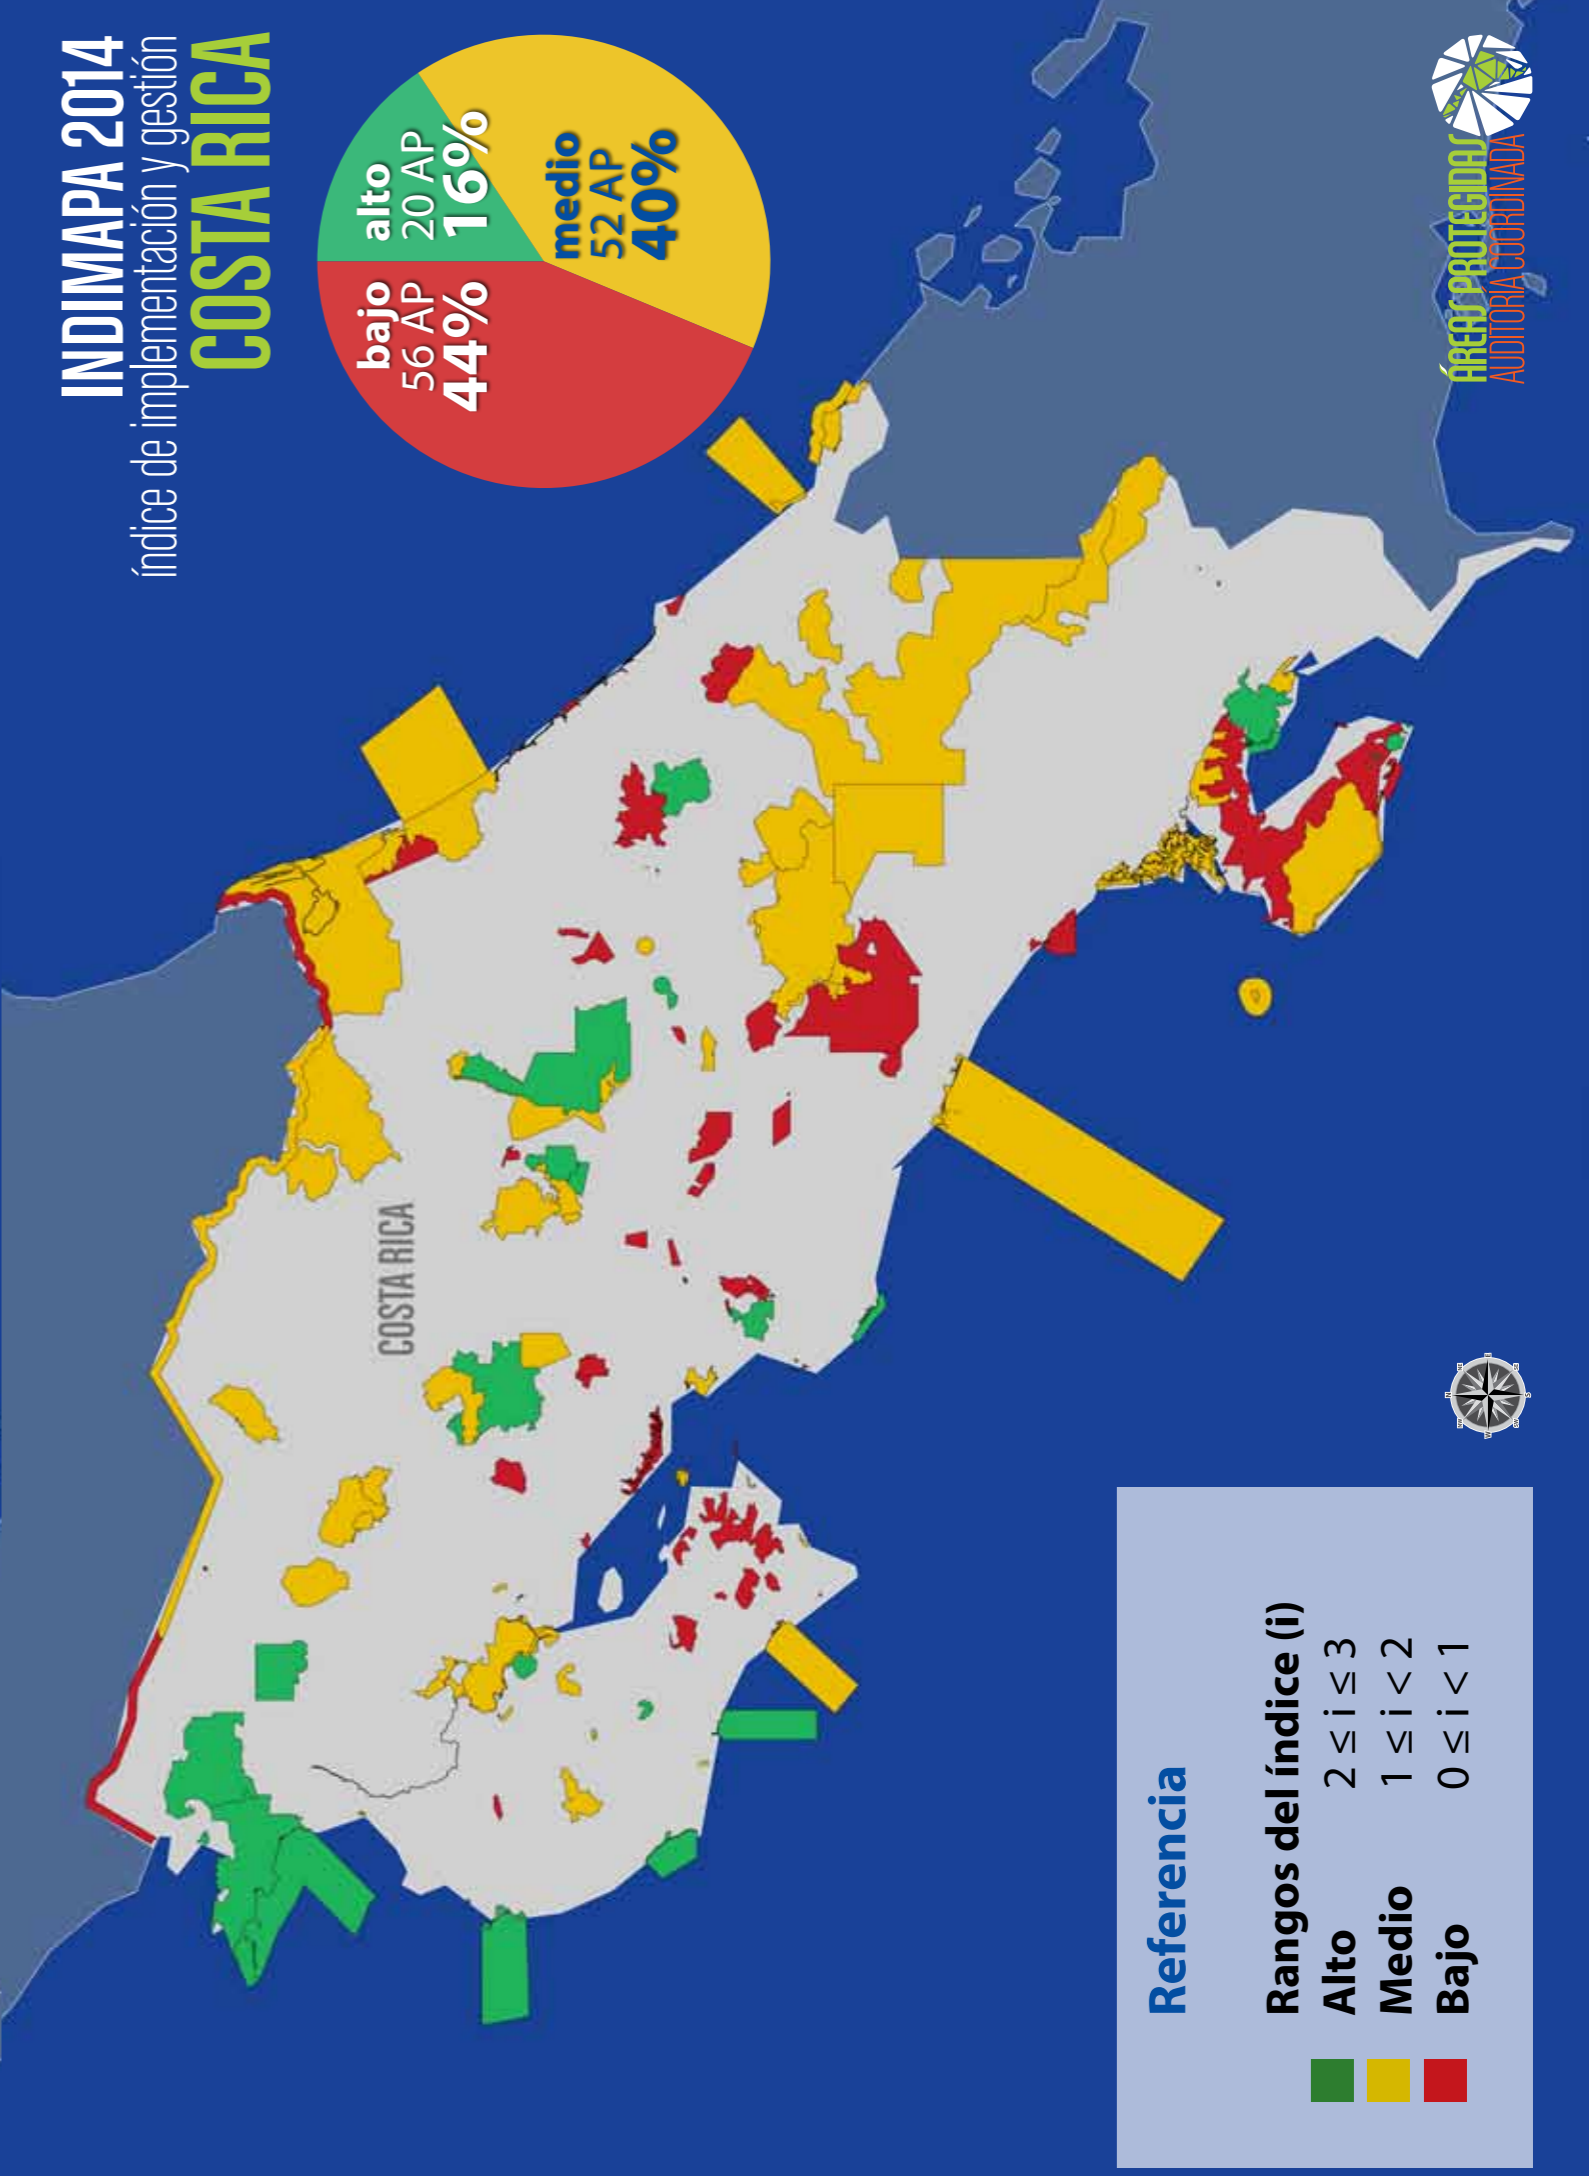 INDIMAPA 2014
índice de implementación y gestión
COSTA RICA
bajo
56 AP
44%
alto
20 AP
16%
medio
52 AP
40%
COSTA RICA
Referencia
Rangos del índice (i)
Alto 2 ≤ i ≤ 3
Medio 1 ≤ i < 2
Bajo 0 ≤ i < 1
ÁREAS PROTEGIDAS
AUDITORÍA COORDINADA